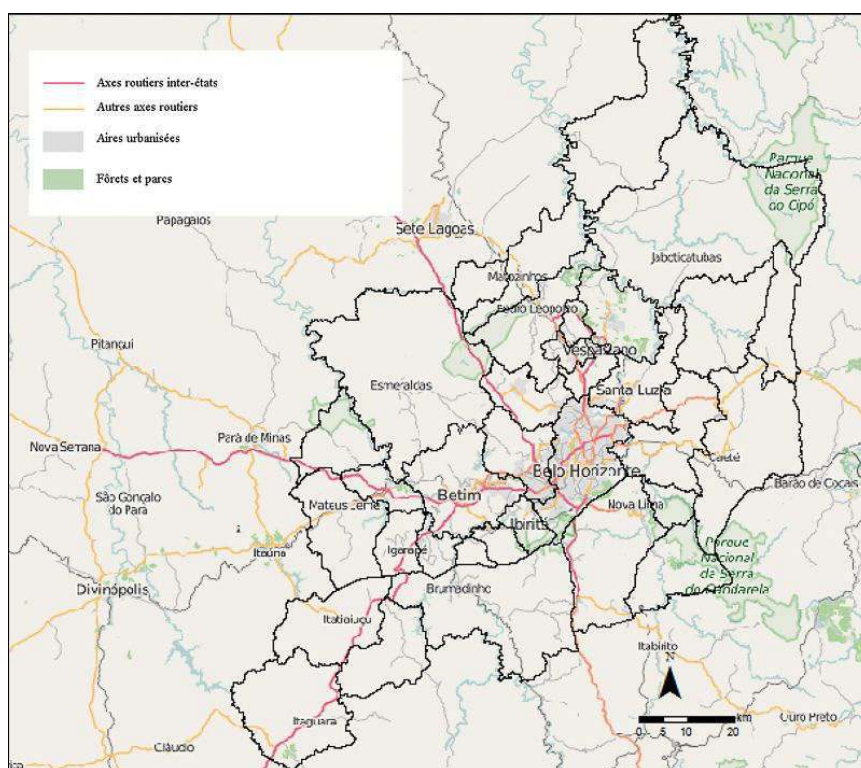 Axes routiers inter-états
Autres axes routiers
Aires urbanisées
Fôrets et parcs
Parque
Nacional
da Serra
do Cipó
Papagaios
Sete Lagoas
Matozinhos
Jaboticatubas
Pedro Leopoldo
Pitangui
Vespasiano
Esmeraldas
Santa Luzia
Nova Serrana
Pará de Minas
Caeté
Belo Horizonte
Barão de Cocais
São Gonçalo
do Pará
Mateus Leme
Betim
Nova Lima
Ibirité
Itaúna
Igarapé
Parque
Nacional
da Serra
do Gandarela
Divinópolis
Brumadinho
Itatiaiuçu
Itabirito
N
Itaguara
km
0 5 10 20
Ouro Preto
Cláudio